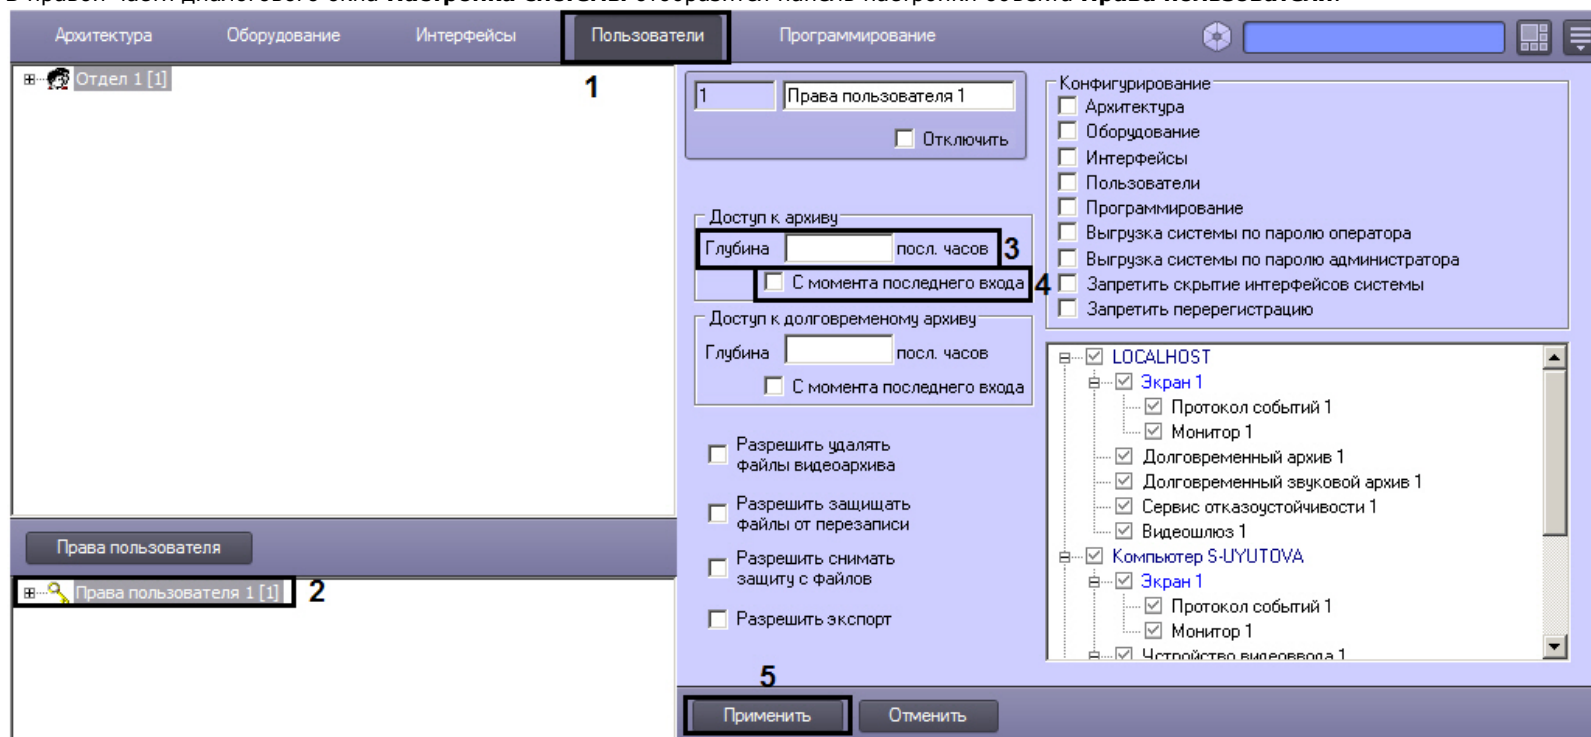 Архитектура Оборудование Интерфейсы Пользователи Программирование
1
Отдел 1 [1]
Права пользователя
Права пользователя 1 [1] 2
1 Права пользователя 1
Отключить
Доступ к архиву
Глубина посл. часов 3
С момента последнего входа 4
Доступ к долговременому архиву
Глубина посл. часов
С момента последнего входа
Разрешить удалять
файлы видеоархива
Разрешить защищать
файлы от перезаписи
Разрешить снимать
защиту с файлов
Разрешить экспорт
Конфигурирование
Архитектура
Оборудование
Интерфейсы
Пользователи
Программирование
Выгрузка системы по паролю оператора
Выгрузка системы по паролю администратора
Запретить скрытие интерфейсов системы
Запретить перерегистрацию
LOCALHOST
Экран 1
Протокол событий 1
Монитор 1
Долговременный архив 1
Долговременный звуковой архив 1
Сервис отказоустойчивости 1
Видеошлюз 1
Компьютер S-UYUTOVA
Экран 1
Протокол событий 1
Монитор 1
Устройство видеоввода 1
5
Применить Отменить